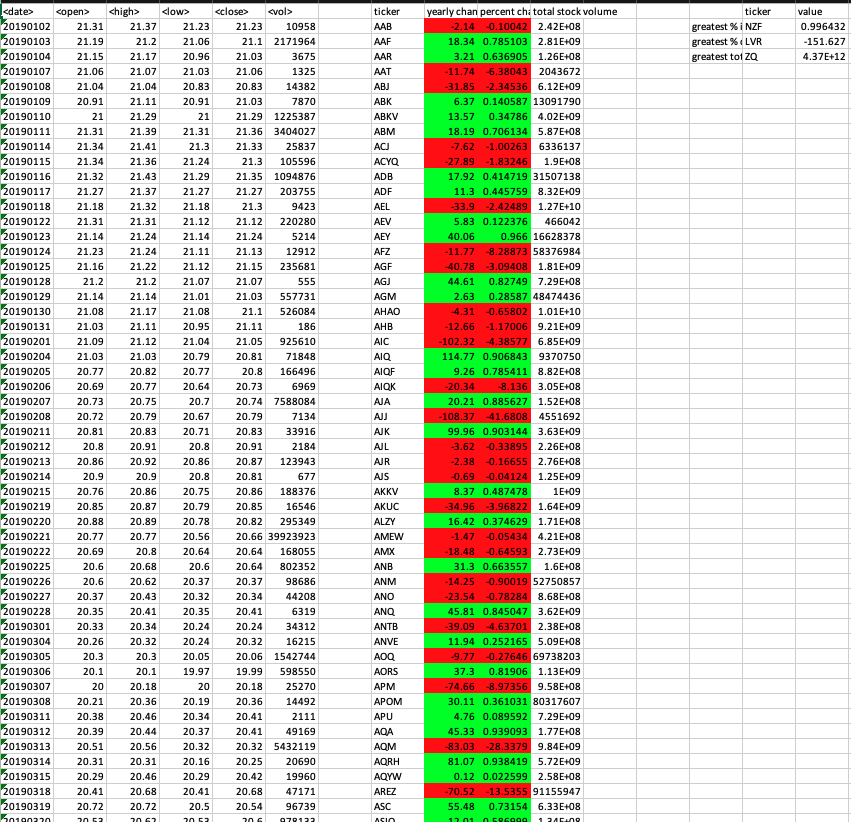 <date> <open> <high> <low> <close> <vol> ticker yearly chan percent cha total stock volume ticker value
20190102 21.31 21.37 21.23 21.23 10958 AAB -2.14 -0.10042 2.42E+08 greatest % i NZF 0.996432
20190103 21.19 21.2 21.06 21.1 2171964 AAF 18.34 0.785103 2.81E+09 greatest % ( LVR -151.627
20190104 21.15 21.17 20.96 21.03 3675 AAR 3.21 0.636905 1.26E+08 greatest tot ZQ 4.37E+12
20190107 21.06 21.07 21.03 21.06 1325 AAT -11.74 -6.38043 2043672
20190108 21.04 21.04 20.83 20.83 14382 ABJ -31.85 -2.34536 6.12E+09
20190109 20.91 21.11 20.91 21.03 7870 ABK 6.37 0.140587 13091790
20190110 21 21.29 21 21.29 1225387 ABKV 13.57 0.34786 4.02E+09
20190111 21.31 21.39 21.31 21.36 3404027 ABM 18.19 0.706134 5.87E+08
20190114 21.34 21.41 21.3 21.33 25837 ACJ -7.62 -1.00263 6336137
20190115 21.34 21.36 21.24 21.3 105596 ACYQ -27.89 -1.83246 1.9E+08
20190116 21.32 21.43 21.29 21.35 1094876 ADB 17.92 0.414719 31507138
20190117 21.27 21.37 21.27 21.27 203755 ADF 11.3 0.445759 8.32E+09
20190118 21.18 21.32 21.18 21.3 9423 AEL -33.9 -2.42489 1.27E+10
20190122 21.31 21.31 21.12 21.12 220280 AEV 5.83 0.122376 466042
20190123 21.14 21.24 21.14 21.24 5214 AEY 40.06 0.966 16628378
20190124 21.23 21.24 21.11 21.13 12912 AFZ -11.77 -8.28873 58376984
20190125 21.16 21.22 21.12 21.15 235681 AGF -40.78 -3.09408 1.81E+09
20190128 21.2 21.2 21.07 21.07 555 AGJ 44.61 0.82749 7.29E+08
20190129 21.14 21.14 21.01 21.03 557731 AGM 2.63 0.28587 48474436
20190130 21.08 21.17 21.08 21.1 526084 AHAO -4.31 -0.65802 1.01E+10
20190131 21.03 21.11 20.95 21.11 186 AHB -12.66 -1.17006 9.21E+09
20190201 21.09 21.12 21.04 21.05 925610 AIC -102.32 -4.38577 6.85E+09
20190204 21.03 21.03 20.79 20.81 71848 AIQ 114.77 0.906843 9370750
20190205 20.77 20.82 20.77 20.8 166496 AIQF 9.26 0.785411 8.82E+08
20190206 20.69 20.77 20.64 20.73 6969 AIQK -20.34 -8.136 3.05E+08
20190207 20.73 20.75 20.7 20.74 7588084 AJA 20.21 0.885627 1.52E+08
20190208 20.72 20.79 20.67 20.79 7134 AJJ -108.37 -41.6808 4551692
20190211 20.81 20.83 20.71 20.83 33916 AJK 99.96 0.903144 3.63E+09
20190212 20.8 20.91 20.8 20.91 2184 AJL -3.62 -0.33895 2.26E+08
20190213 20.86 20.92 20.86 20.87 123943 AJR -2.38 -0.16655 2.76E+08
20190214 20.9 20.9 20.8 20.81 677 AJS -0.69 -0.04124 1.25E+09
20190215 20.76 20.86 20.75 20.86 188376 AKKV 8.37 0.487478 1E+09
20190219 20.85 20.87 20.79 20.85 16546 AKUC -34.96 -3.96822 1.64E+09
20190220 20.88 20.89 20.78 20.82 295349 ALZY 16.42 0.374629 1.71E+08
20190221 20.77 20.77 20.56 20.66 39923923 AMEW -1.47 -0.05434 4.21E+08
20190222 20.69 20.8 20.64 20.64 168055 AMX -18.48 -0.64593 2.73E+09
20190225 20.6 20.68 20.6 20.64 802352 ANB 31.3 0.663557 1.6E+08
20190226 20.6 20.62 20.37 20.37 98686 ANM -14.25 -0.90019 52750857
20190227 20.37 20.43 20.32 20.34 44208 ANO -23.54 -0.78284 8.68E+08
20190228 20.35 20.41 20.35 20.41 6319 ANQ 45.81 0.845047 3.62E+09
20190301 20.33 20.34 20.24 20.24 34312 ANTB -39.09 -4.63701 2.38E+08
20190304 20.26 20.32 20.24 20.32 16215 ANVE 11.94 0.252165 5.09E+08
20190305 20.3 20.3 20.05 20.06 1542744 AOQ -9.77 -0.27646 69738203
20190306 20.1 20.1 19.97 19.99 598550 AORS 37.3 0.81906 1.13E+09
20190307 20 20.18 20 20.18 25270 APM -74.66 -8.97356 9.58E+08
20190308 20.21 20.36 20.19 20.36 14492 APOM 30.11 0.361031 80317607
20190311 20.38 20.46 20.34 20.41 2111 APU 4.76 0.089592 7.29E+09
20190312 20.39 20.44 20.37 20.41 49169 AQA 45.33 0.939093 1.77E+08
20190313 20.51 20.56 20.32 20.32 5432119 AQM -83.03 -28.3379 9.84E+09
20190314 20.31 20.31 20.16 20.25 20690 AQRH 81.07 0.938419 5.72E+09
20190315 20.29 20.46 20.29 20.42 19960 AQYW 0.12 0.022599 2.58E+08
20190318 20.41 20.68 20.41 20.68 47171 AREZ -70.52 -13.5355 91155947
20190319 20.72 20.72 20.5 20.54 96739 ASC 55.48 0.73154 6.33E+08
20190320 20.53 20.62 20.53 20.6 978133 ASIO 12.01 0.586999 1.34E+08